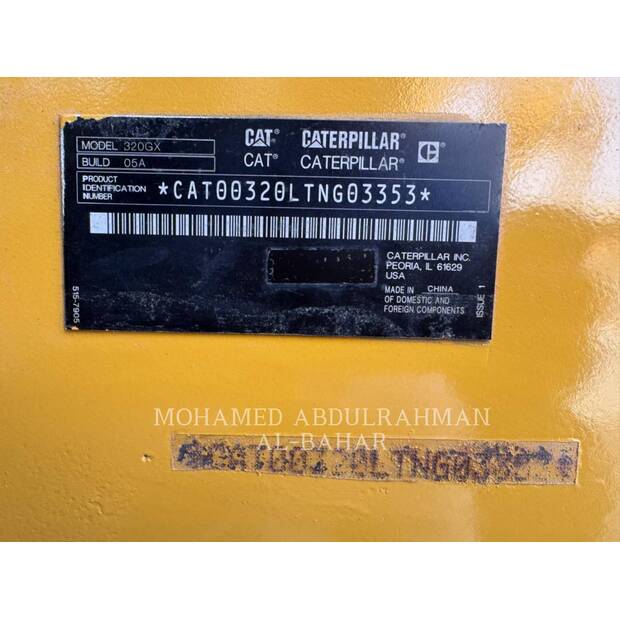 MODEL 320GX
BUILD 05A
CAT CATERPILLAR
CAT® CATERPILLAR®
PRODUCT
IDENTIFICATION
NUMBER
*CAT00320LTNG03353*
CATERPILLAR INC.
PEORIA, IL 61629
USA
MADE IN CHINA
OF DOMESTIC AND
FOREIGN COMPONENTS
515-7905
ISSUE 1
MOHAMED ABDULRAHMAN
AL-BAHAR